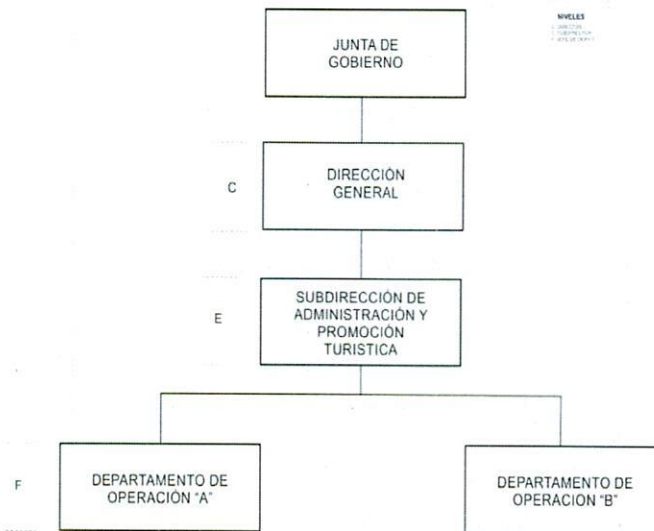 NIVELES
JUNTA DE
GOBIERNO
C
DIRECCIÓN
GENERAL
E
SUBDIRECCIÓN DE
ADMINISTRACIÓN Y
PROMOCIÓN
TURISTICA
F
DEPARTAMENTO DE
OPERACIÓN "A"
DEPARTAMENTO DE
OPERACION "B"